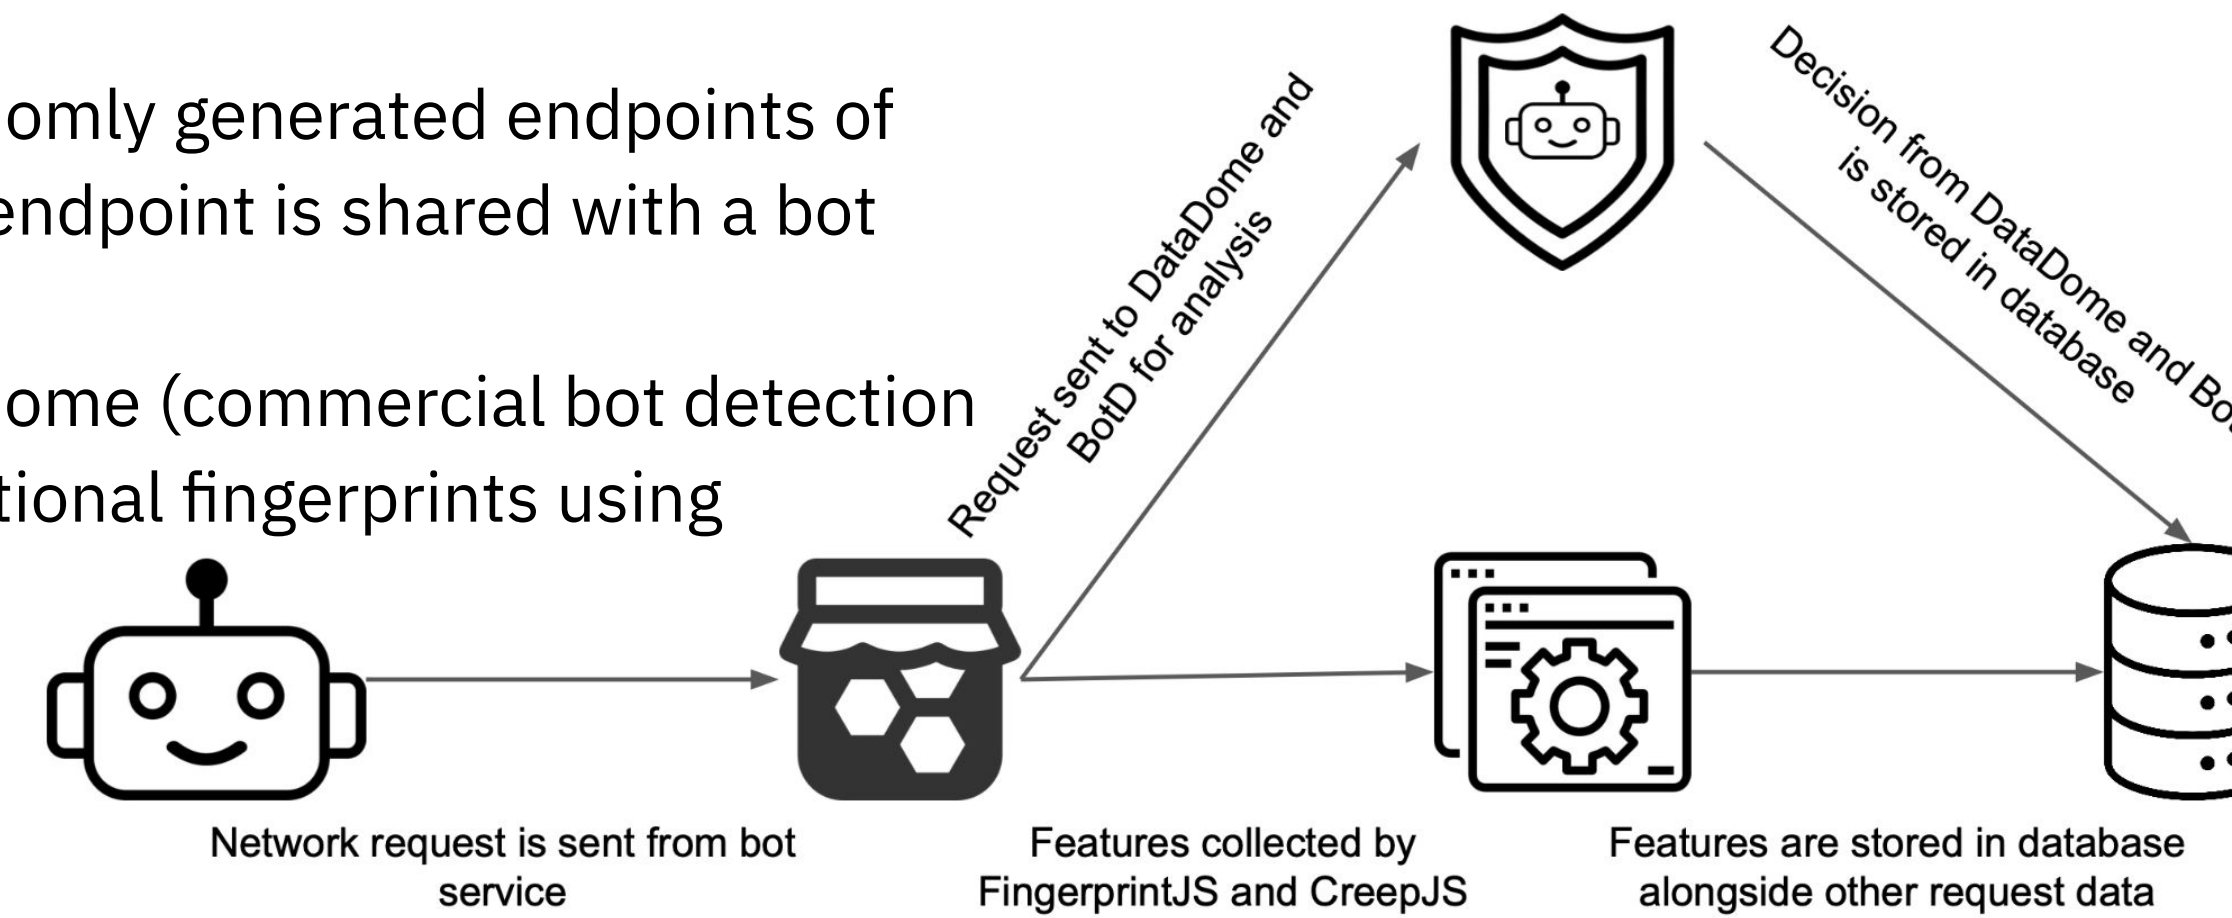 omly generated endpoints of
endpoint is shared with a bot
ome (commercial bot detection
tional fingerprints using
Request sent to DataDome and
BotD for analysis
Decision from DataDome and Bot
is stored in database
Network request is sent from bot
service
Features collected by
FingerprintJS and CreepJS
Features are stored in database
alongside other request data